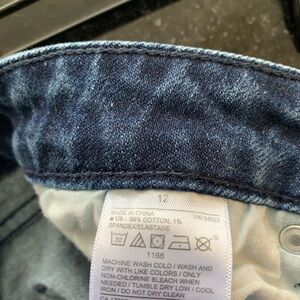 12
MADE IN CHINA
RN 54023
US: 99% COTTON, 1%
SPANDEX/ELASTANE
30
1166
MACHINE WASH COLD / WASH AND
DRY WITH LIKE COLORS / ONLY
NON-CHLORINE BLEACH WHEN
NEEDED / TUMBLE DRY LOW / COOL
IRON / DO NOT DRY CLEAN